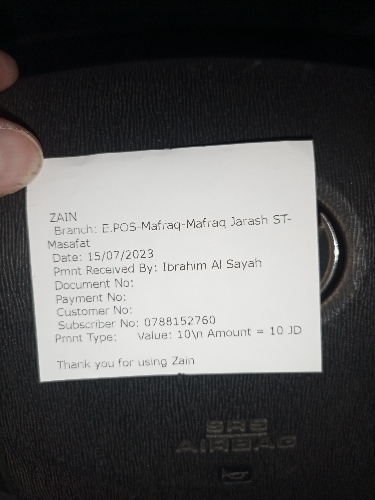 ZAIN
Branch: E.POS-Mafraq-Mafraq Jarash ST-
Masafat
Date: 15/07/2023
Pmnt Received By: Ibrahim Al Sayah
Document No:
Payment No:
Customer No:
Subscriber No: 0788152760
Pmnt Type: Value: 10\n Amount = 10 JD
Thank you for using Zain
SRS
AIRBAG